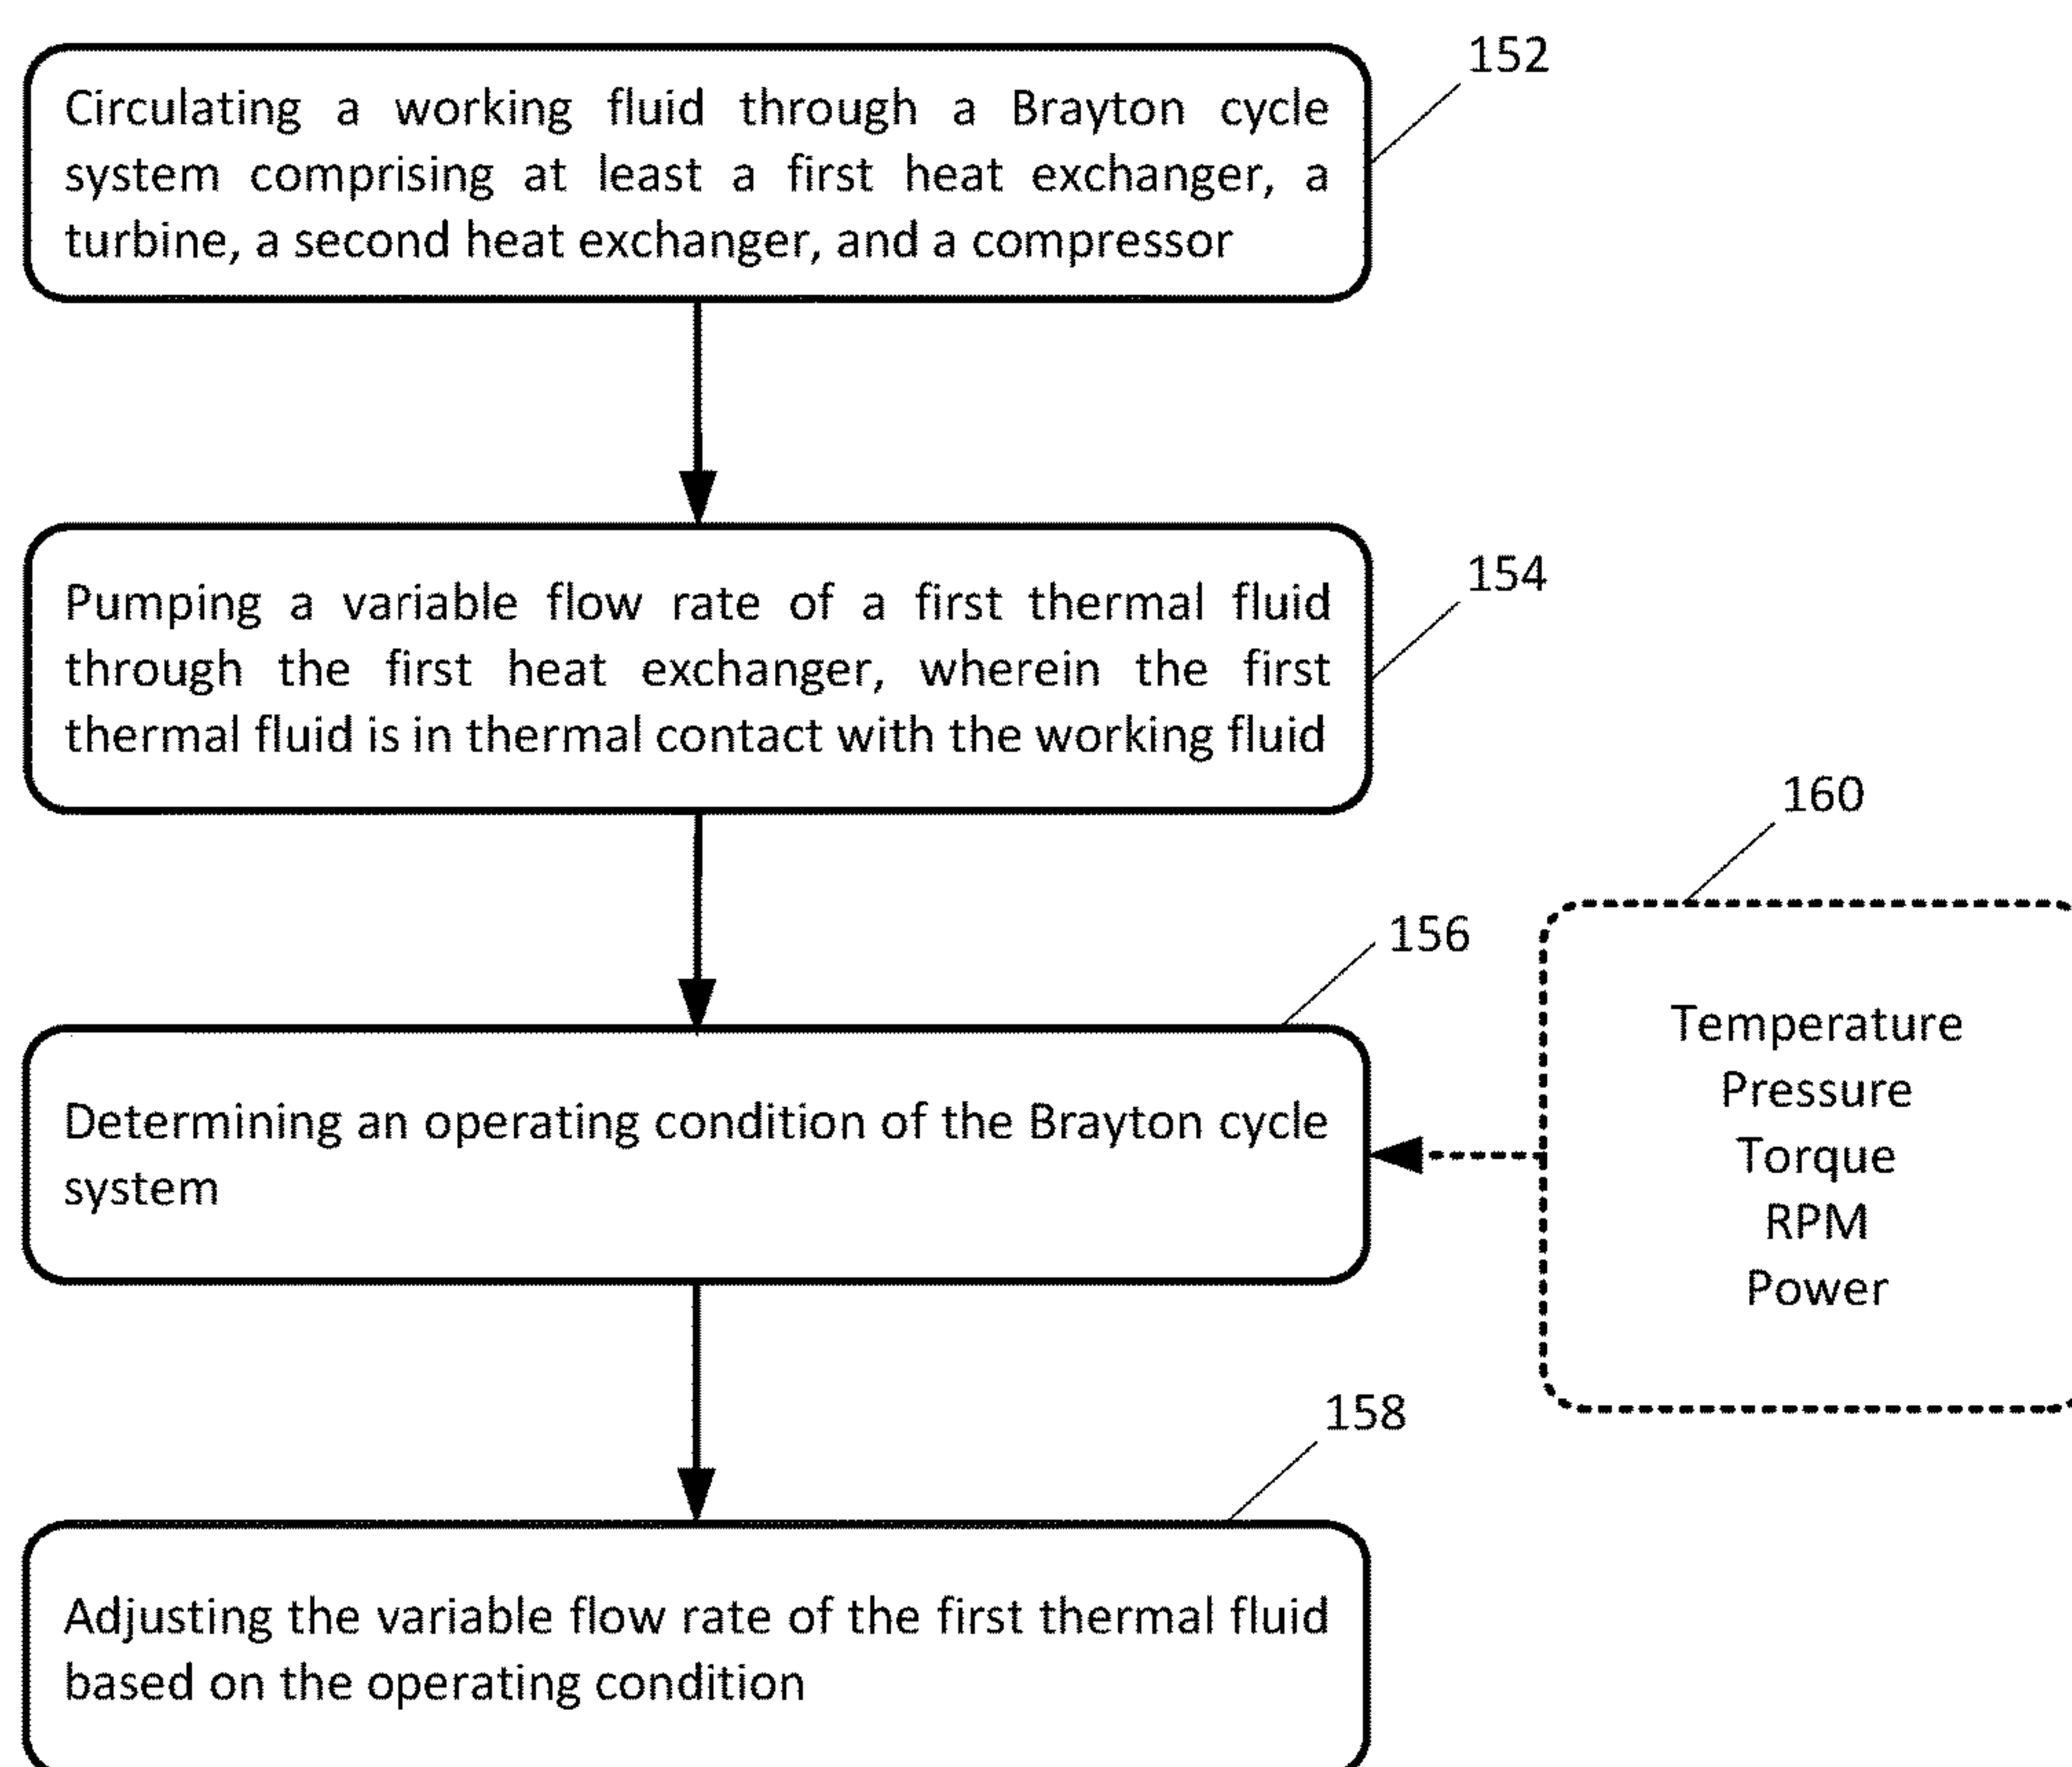 152
Circulating a working fluid through a Brayton cycle
system comprising at least a first heat exchanger, a
turbine, a second heat exchanger, and a compressor
154
Pumping a variable flow rate of a first thermal fluid
through the first heat exchanger, wherein the first
thermal fluid is in thermal contact with the working fluid
160
156
Determining an operating condition of the Brayton cycle
system
Temperature
Pressure
Torque
RPM
Power
158
Adjusting the variable flow rate of the first thermal fluid
based on the operating condition